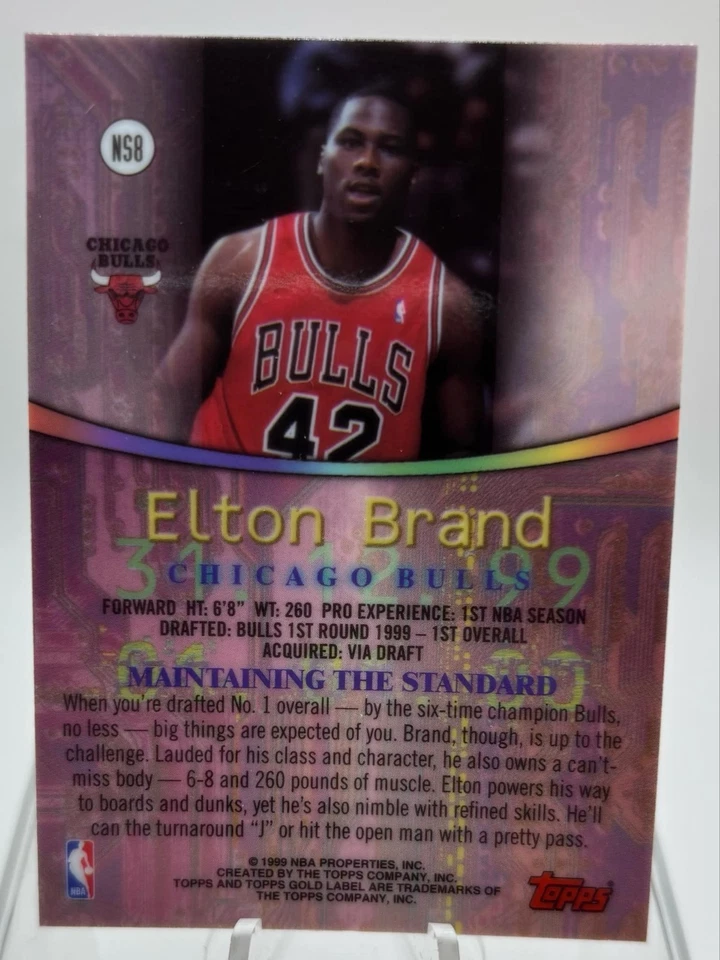 NS8
CHICAGO
BULLS
BULLS
42
Elton Brand
31.12.99
CHICAGO BULLS
FORWARD HT: 6'8" WT: 260 PRO EXPERIENCE: 1ST NBA SEASON
DRAFTED: BULLS 1ST ROUND 1999 – 1ST OVERALL
ACQUIRED: VIA DRAFT
MAINTAINING THE STANDARD
When you're drafted No. 1 overall — by the six-time champion Bulls,
no less — big things are expected of you. Brand, though, is up to the
challenge. Lauded for his class and character, he also owns a can't-
miss body — 6-8 and 260 pounds of muscle. Elton powers his way
to boards and dunks, yet he's also nimble with refined skills. He'll
can the turnaround "J" or hit the open man with a pretty pass.
NBA
© 1999 NBA PROPERTIES, INC.
CREATED BY THE TOPPS COMPANY, INC.
TOPPS AND TOPPS GOLD LABEL ARE TRADEMARKS OF
THE TOPPS COMPANY, INC.
Topps